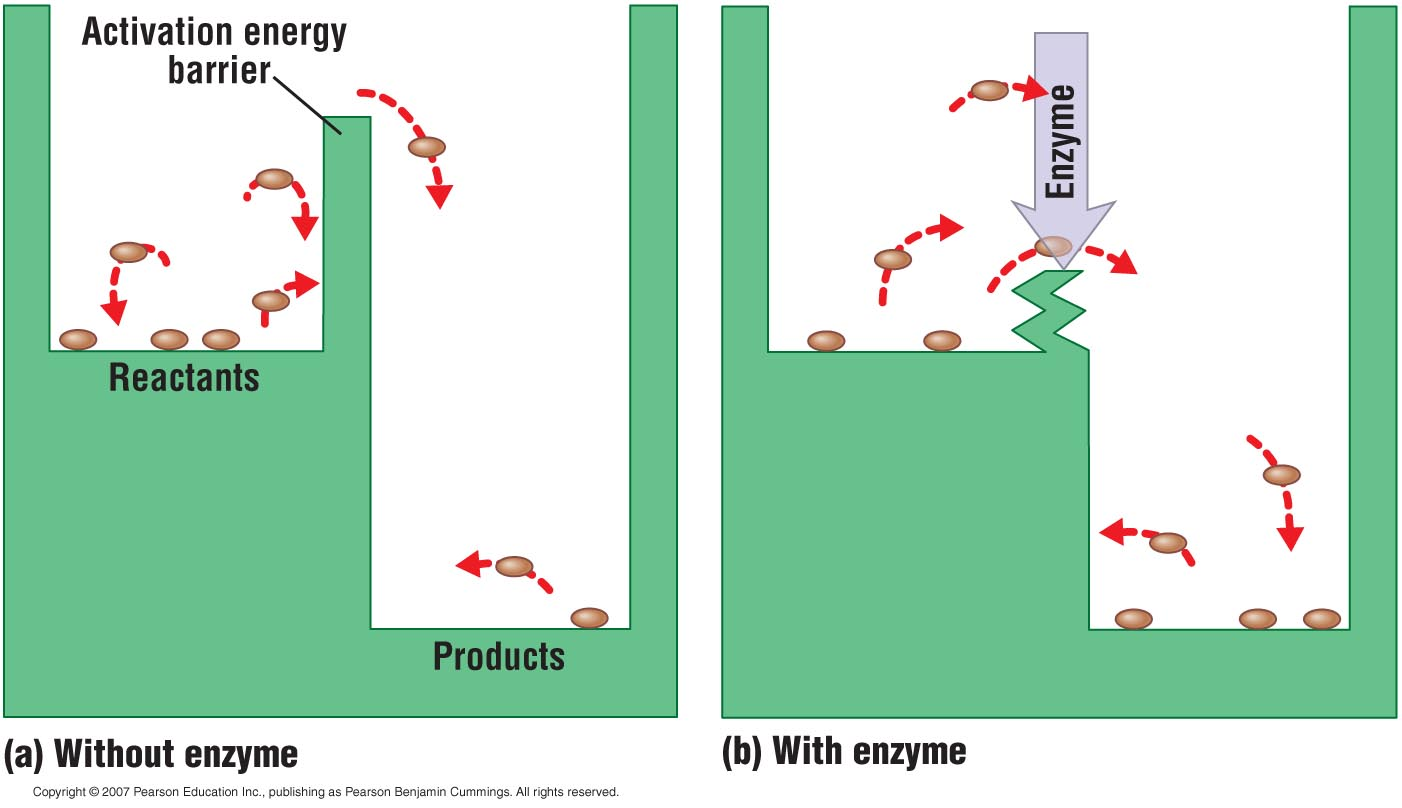 Activation energy
barrier
Reactants
Products
Enzyme
(a) Without enzyme
(b) With enzyme
Copyright © 2007 Pearson Education Inc., publishing as Pearson Benjamin Cummings. All rights reserved.